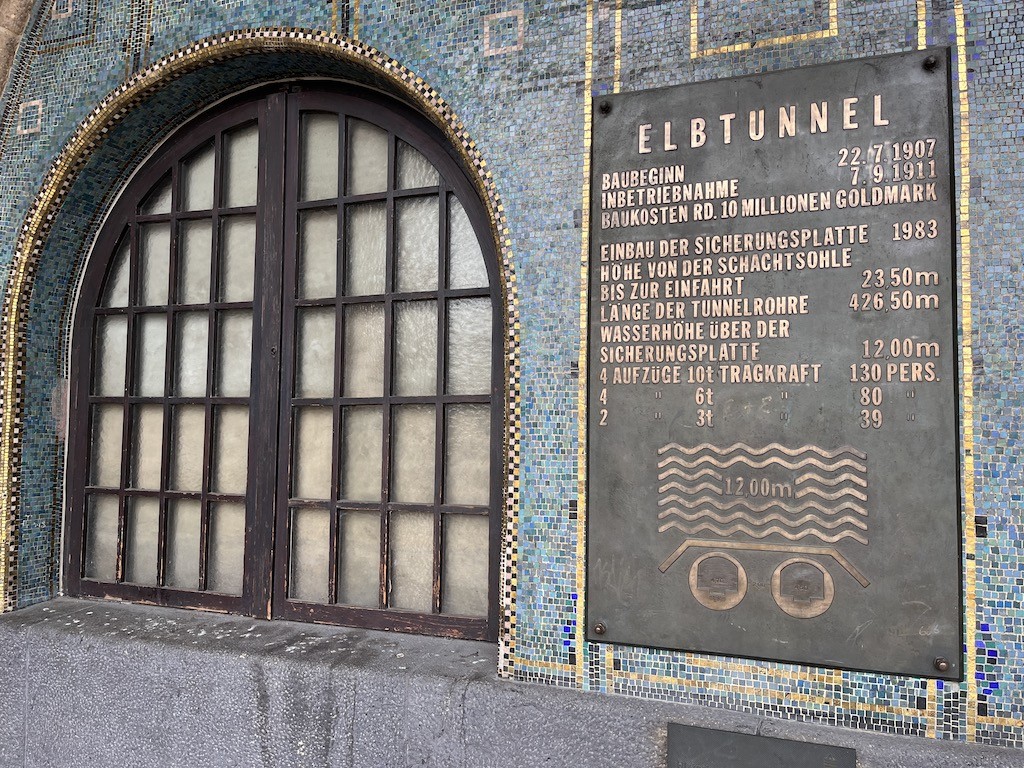 ELBTUNNEL
BAUBEGINN 22.7.1907
INBETRIEBNAHME 7.9.1911
BAUKOSTEN RD. 10 MILLIONEN GOLDMARK
EINBAU DER SICHERUNGSPLATTE 1983
HÖHE VON DER SCHACHTSOHLE
BIS ZUR EINFAHRT 23,50m
LÄNGE DER TUNNELROHRE 426,50m
WASSERHÖHE ÜBER DER
SICHERUNGSPLATTE 12,00m
4 AUFZÜGE 10t TRAGKRAFT 130 PERS.
4 " 6t " 80 "
2 " 3t " 39 "
12,00m